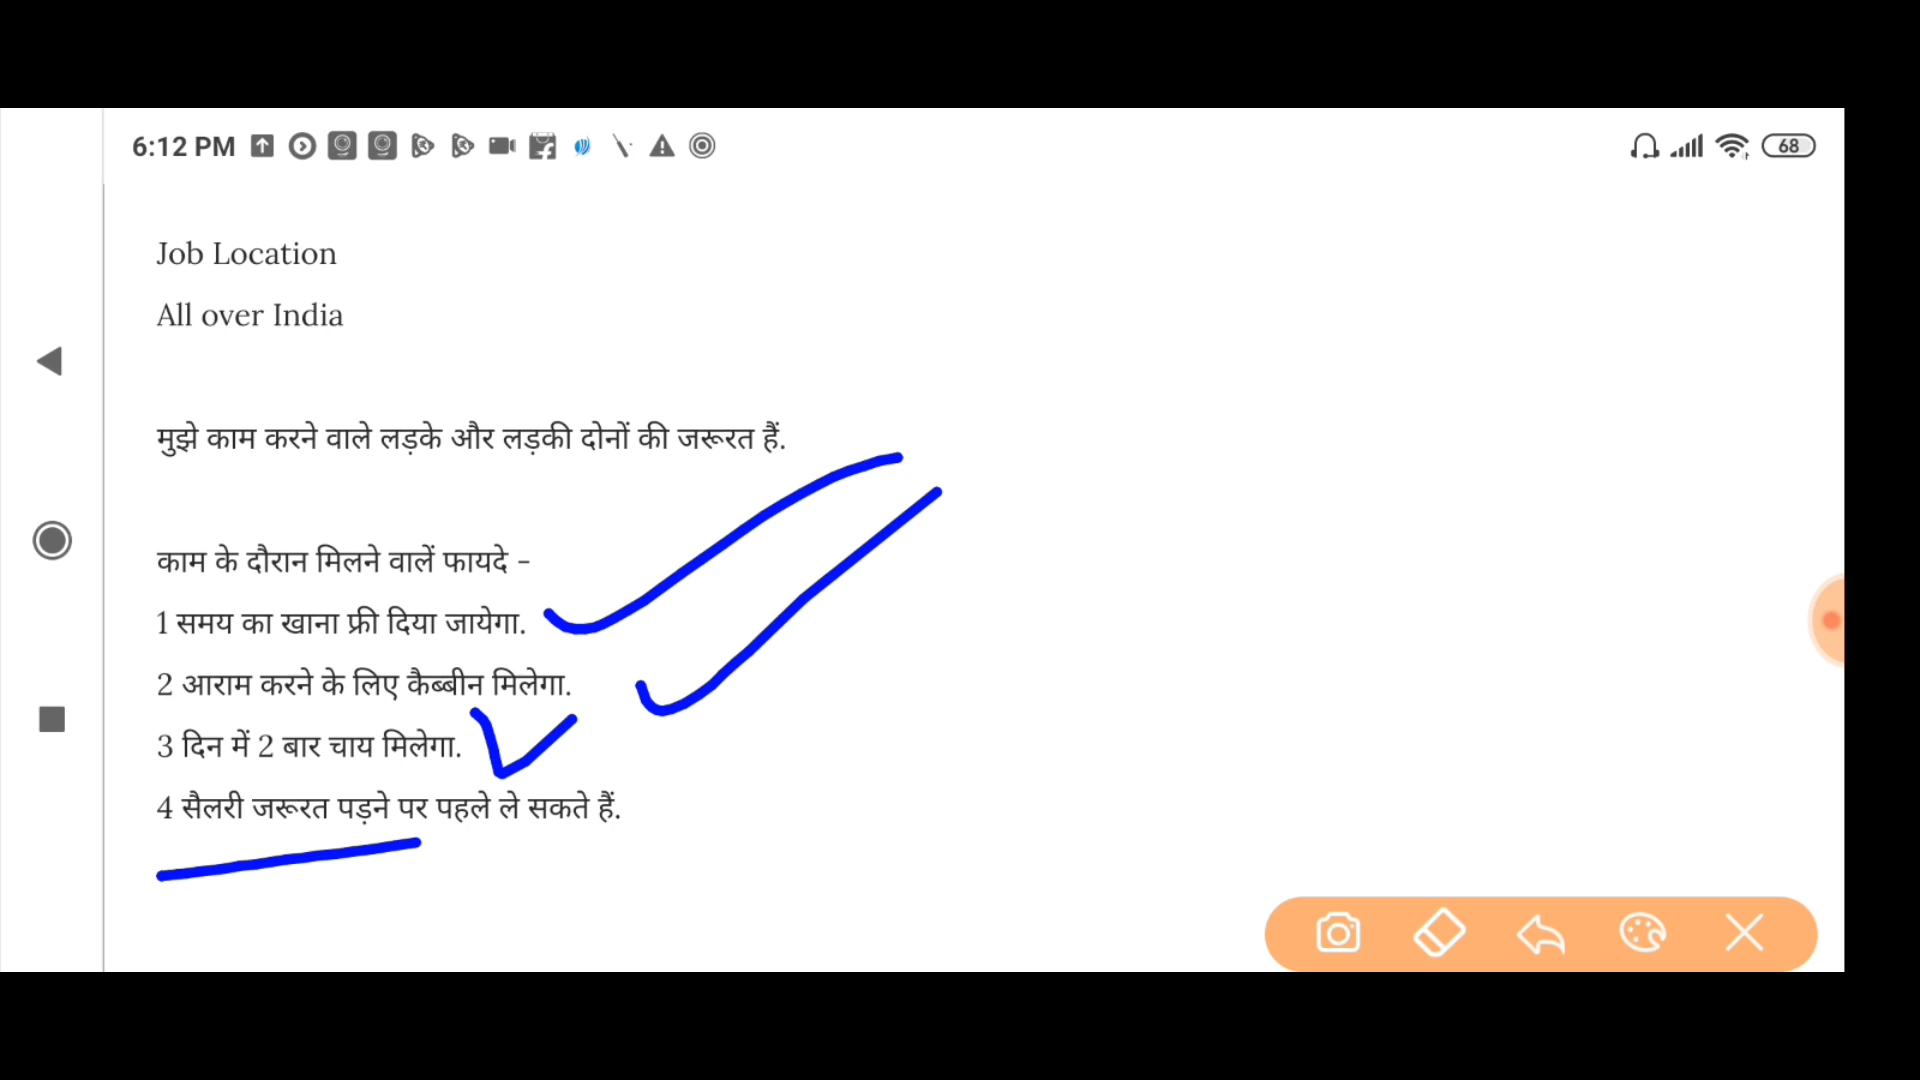 6:12 PM
68
Job Location
All over India
मुझे काम करने वाले लड़के और लड़की दोनों की जरूरत हैं.
काम के दौरान मिलने वालें फायदे -
1 समय का खाना फ्री दिया जायेगा.
2 आराम करने के लिए कैब्बीन मिलेगा.
3 दिन में 2 बार चाय मिलेगा.
4 सैलरी जरूरत पड़ने पर पहले ले सकते हैं.